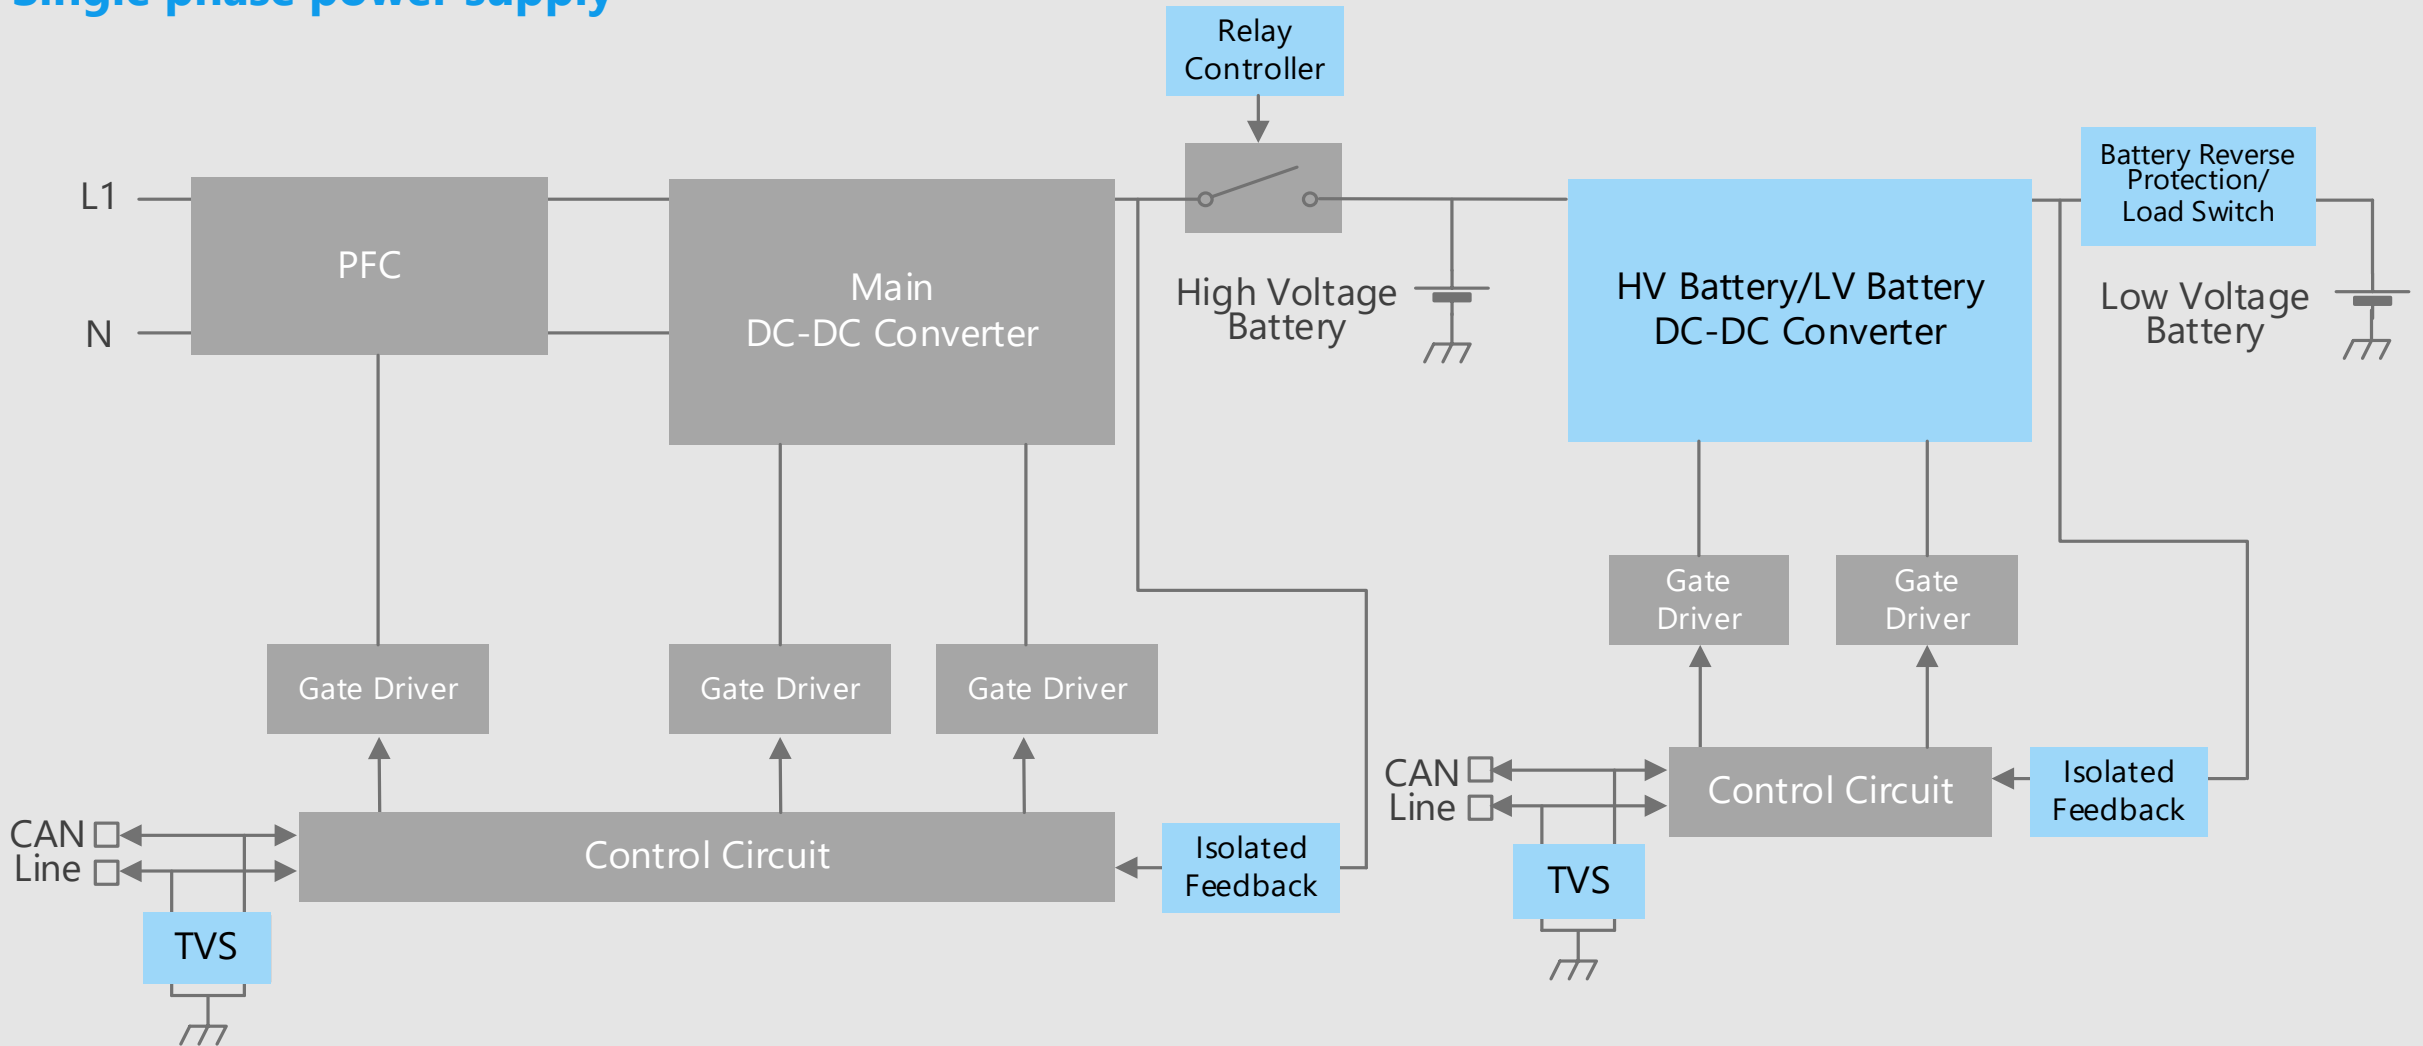 Single phase power supply
Relay
Controller
L1
N
PFC
Main
DC-DC Converter
High Voltage
Battery
HV Battery/LV Battery
DC-DC Converter
Battery Reverse
Protection/
Load Switch
Low Voltage
Battery
Gate Driver
Gate Driver
Gate Driver
Gate
Driver
Gate
Driver
CAN
Line
Control Circuit
Isolated
Feedback
TVS
CAN
Line
Control Circuit
Isolated
Feedback
TVS